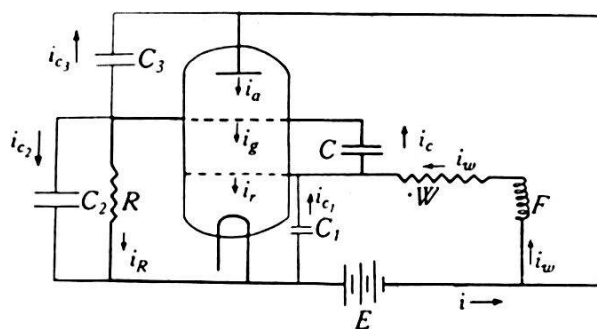 i_{c_3} C_3
i_a
i_{c_2} i_g C i_c
i_w
C_2 R i_r i_{c_1} W F
C_1
i_R i_w
E i